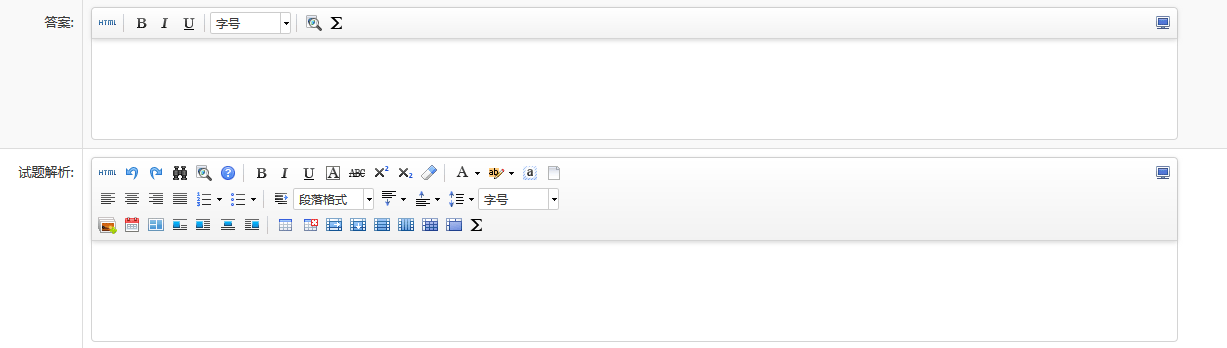 答案:
HTML B I U 字号 Σ
试题解析:
HTML B I U A ABC X² X₂ A ab a
段落格式 字号
Σ